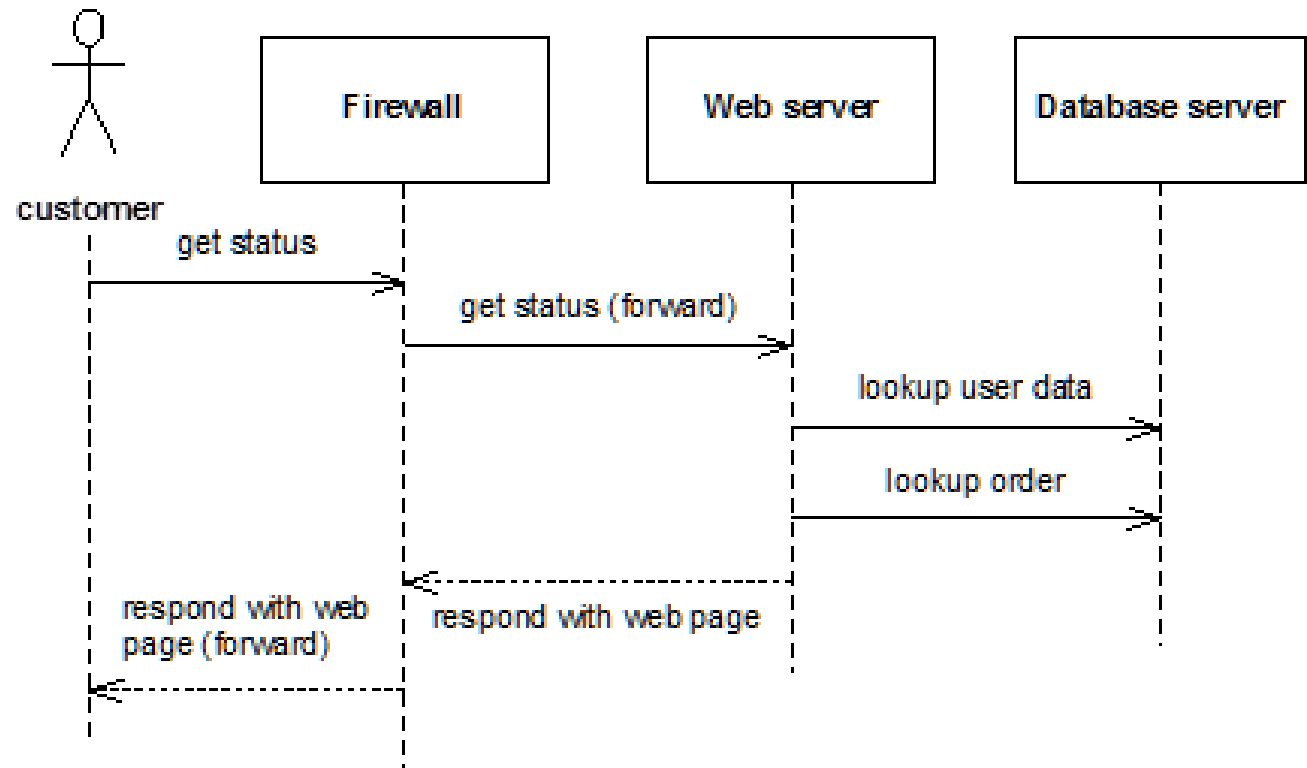 Firewall
Web server
Database server
customer
get status
get status (forward)
lookup user data
lookup order
respond with web page
respond with web
page (forward)